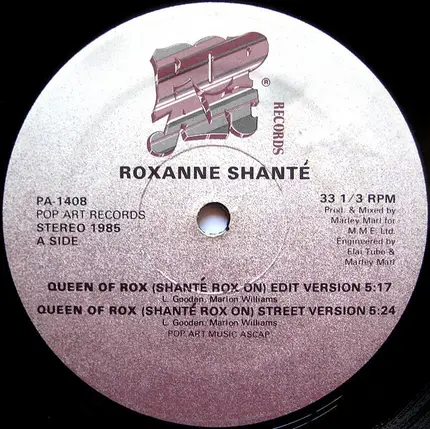 POP ART
®
RECORDS
ROXANNE SHANTÉ
PA-1408
POP ART RECORDS
STEREO 1985
A SIDE
33 1/3 RPM
Prod. & Mixed by
Marley Marl for
M.M.E. Ltd.
Engineered by
Elai Tubo &
Marley Marl
QUEEN OF ROX (SHANTÉ ROX ON) EDIT VERSION 5:17
L. Gooden, Marlon Williams
QUEEN OF ROX (SHANTÉ ROX ON) STREET VERSION 5:24
L. Gooden, Marlon Williams
POP ART MUSIC ASCAP